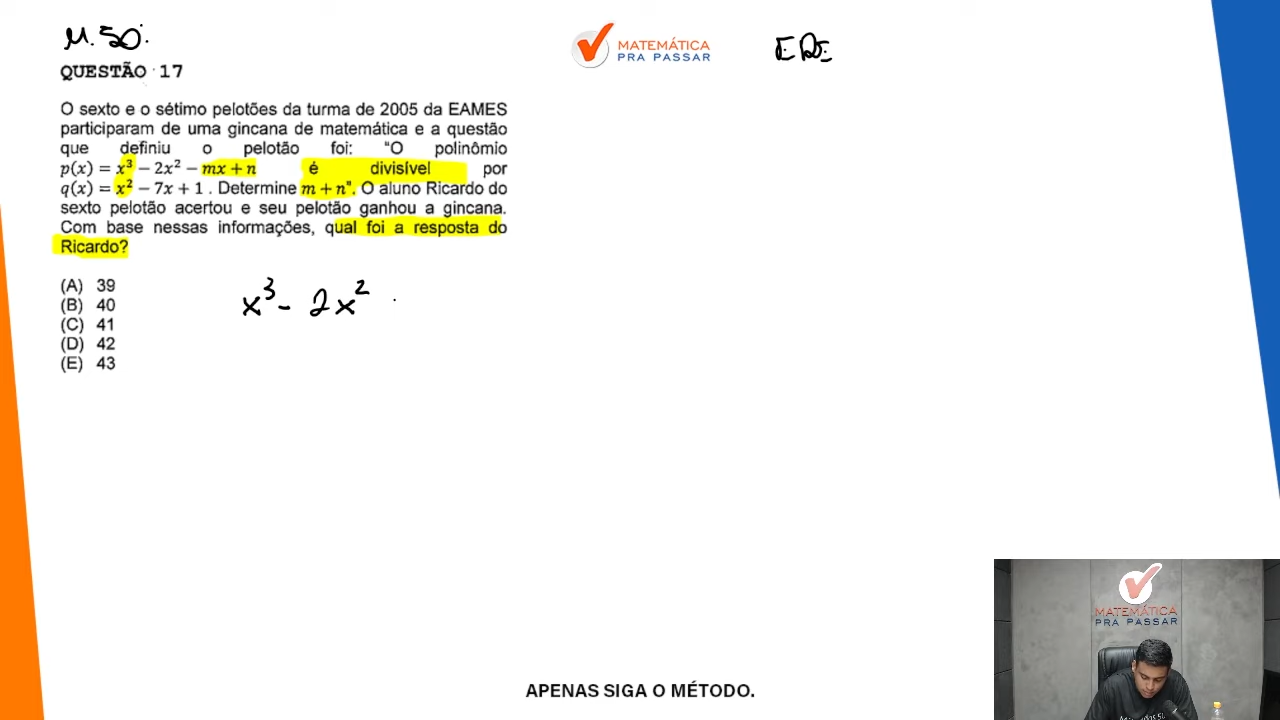 M.50:
QUESTÃO 17
MATEMÁTICA
PRA PASSAR
O sexto e o sétimo pelotões da turma de 2005 da EAMES
participaram de uma gincana de matemática e a questão
que definiu o pelotão foi: “O polinômio
p(x) = x³ − 2x² − mx + n é divisível por
q(x) = x² − 7x + 1 . Determine m + n”. O aluno Ricardo do
sexto pelotão acertou e seu pelotão ganhou a gincana.
Com base nessas informações, qual foi a resposta do
Ricardo?
(A) 39
(B) 40
(C) 41
(D) 42
(E) 43
x³ - 2x²
MATEMÁTICA
PRA PASSAR
APENAS SIGA O MÉTODO.